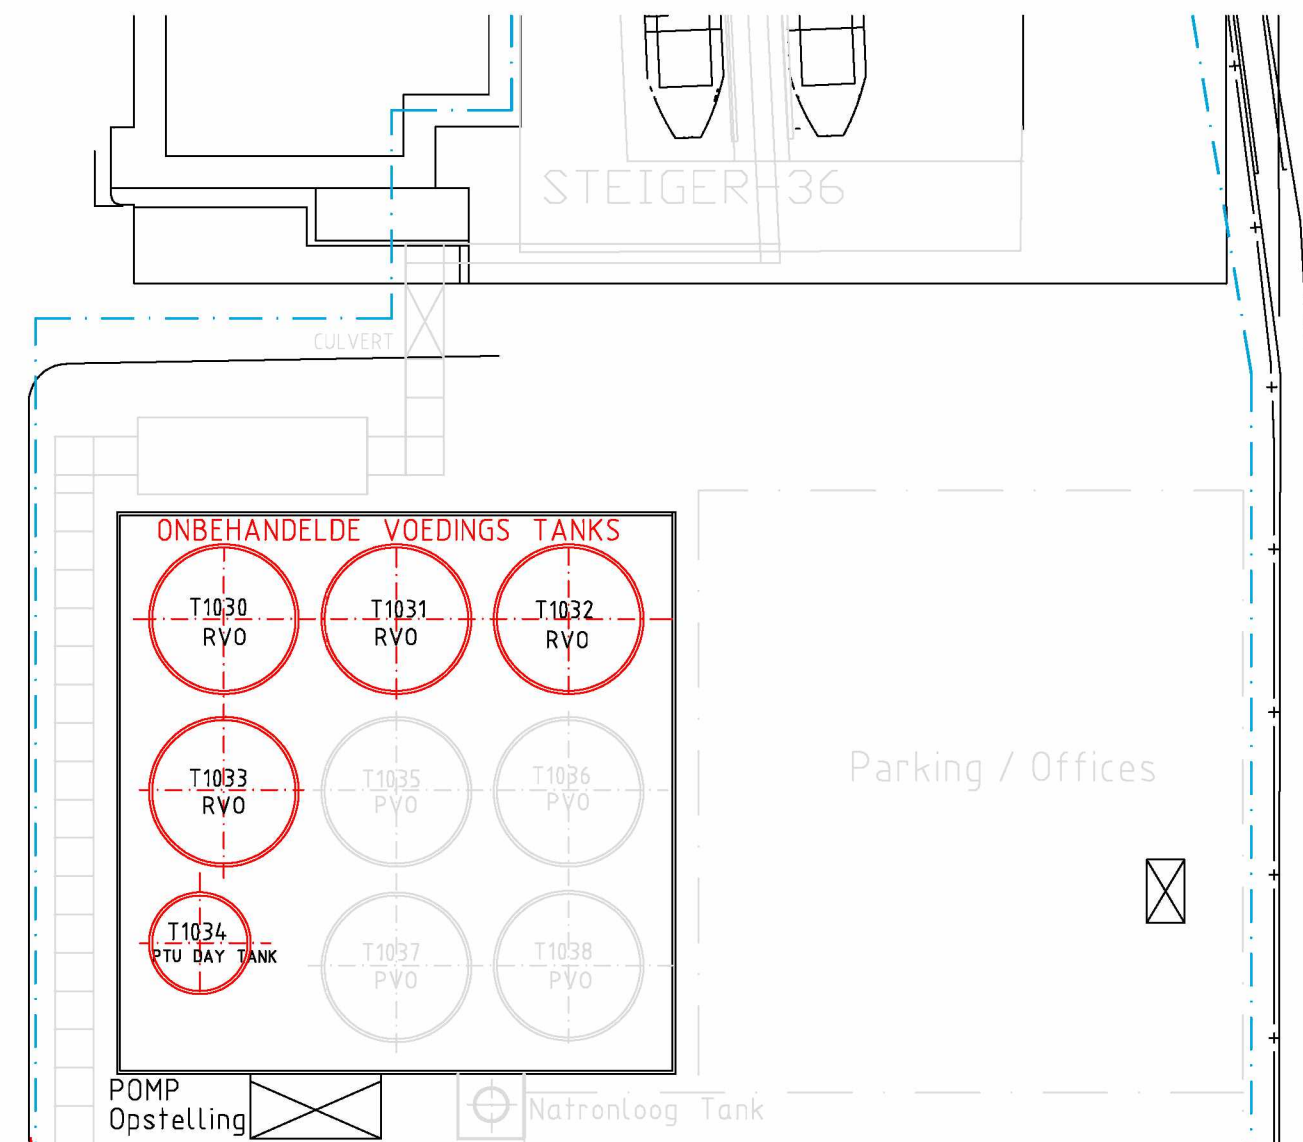 STEIGER-36
CULVERT
ONBEHANDELDE VOEDINGS TANKS
T1030
RVO
T1031
RVO
T1032
RVO
T1033
RVO
T1035
PVO
T1036
PVO
Parking / Offices
T1034
PTU DAY TANK
T1037
PVO
T1038
PVO
POMP
Opstelling
Natronloog Tank